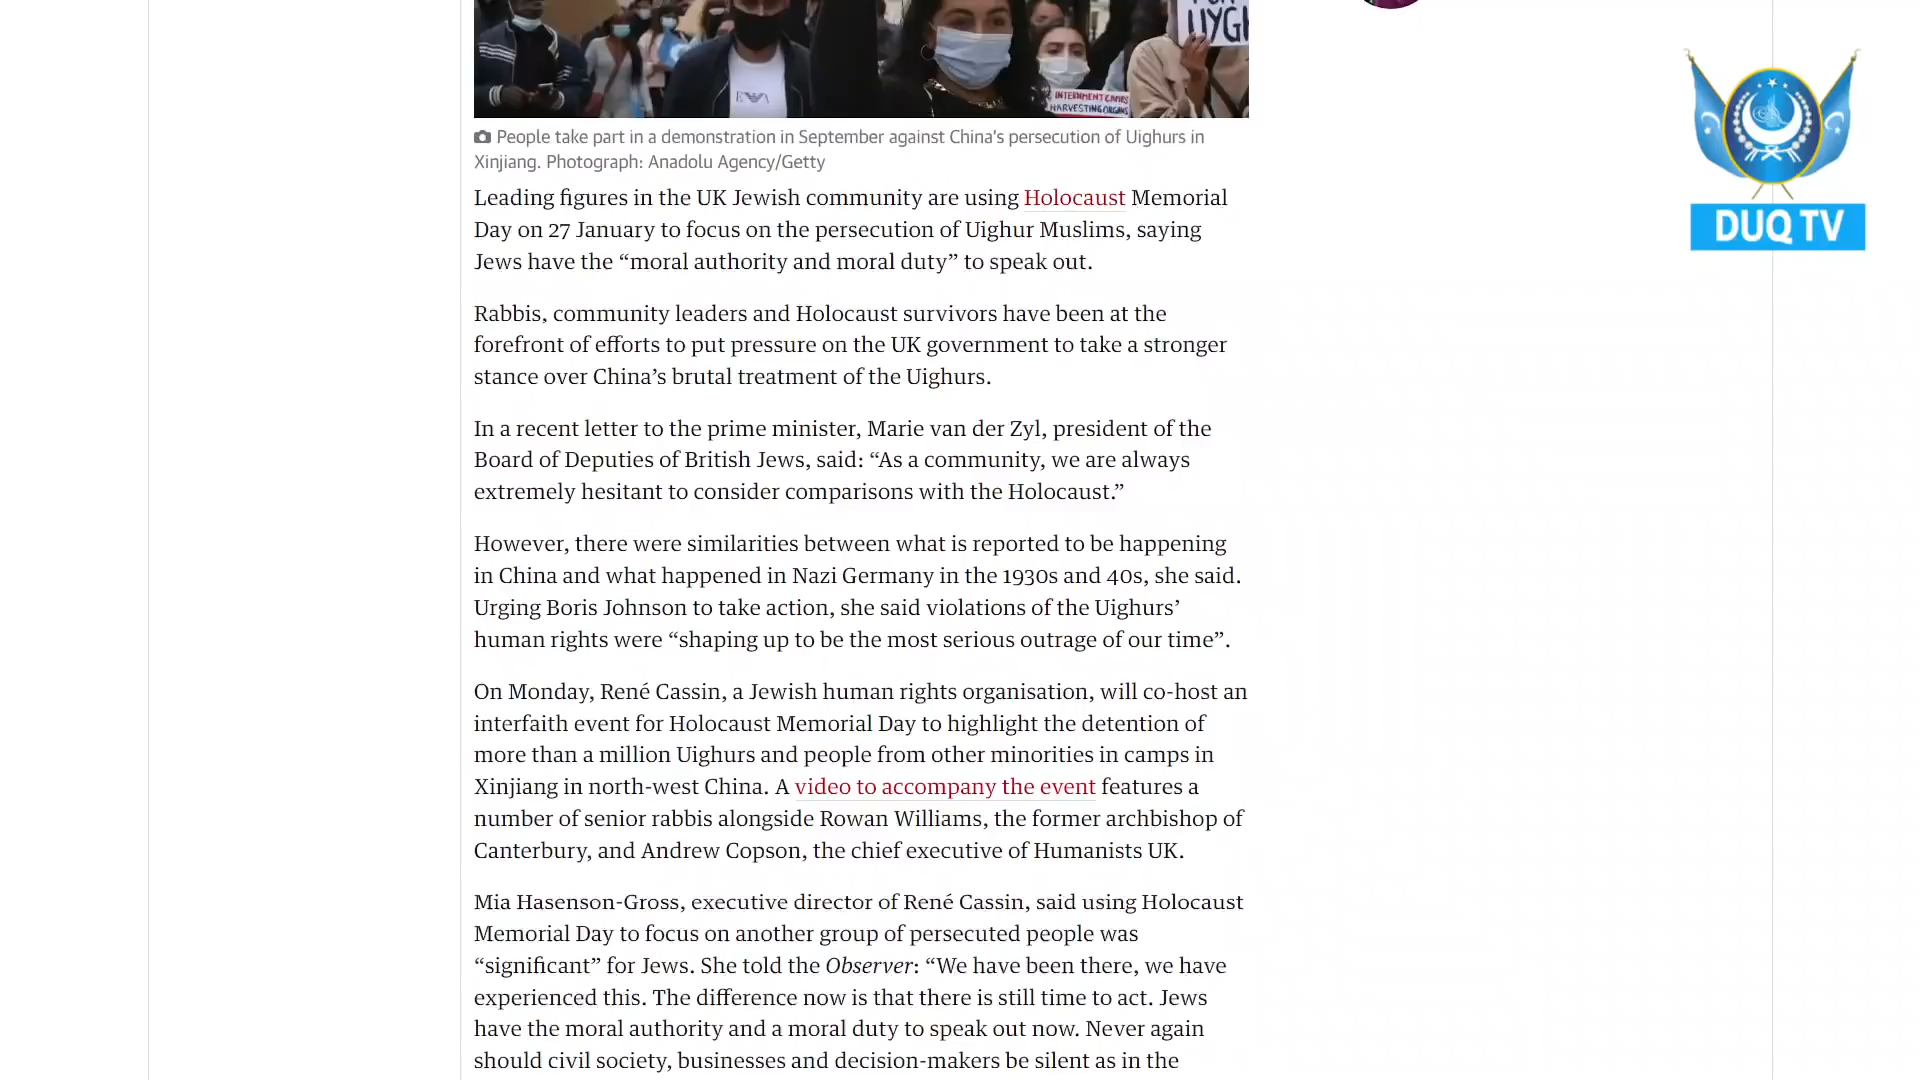 UYG
INTERNMENT CAMPS
HARVESTING ORGANS
People take part in a demonstration in September against China's persecution of Uighurs in
Xinjiang. Photograph: Anadolu Agency/Getty
Leading figures in the UK Jewish community are using Holocaust Memorial
Day on 27 January to focus on the persecution of Uighur Muslims, saying
Jews have the “moral authority and moral duty” to speak out.
Rabbis, community leaders and Holocaust survivors have been at the
forefront of efforts to put pressure on the UK government to take a stronger
stance over China’s brutal treatment of the Uighurs.
In a recent letter to the prime minister, Marie van der Zyl, president of the
Board of Deputies of British Jews, said: “As a community, we are always
extremely hesitant to consider comparisons with the Holocaust.”
However, there were similarities between what is reported to be happening
in China and what happened in Nazi Germany in the 1930s and 40s, she said.
Urging Boris Johnson to take action, she said violations of the Uighurs’
human rights were “shaping up to be the most serious outrage of our time”.
On Monday, René Cassin, a Jewish human rights organisation, will co-host an
interfaith event for Holocaust Memorial Day to highlight the detention of
more than a million Uighurs and people from other minorities in camps in
Xinjiang in north-west China. A video to accompany the event features a
number of senior rabbis alongside Rowan Williams, the former archbishop of
Canterbury, and Andrew Copson, the chief executive of Humanists UK.
Mia Hasenson-Gross, executive director of René Cassin, said using Holocaust
Memorial Day to focus on another group of persecuted people was
“significant” for Jews. She told the Observer: “We have been there, we have
experienced this. The difference now is that there is still time to act. Jews
have the moral authority and a moral duty to speak out now. Never again
should civil society, businesses and decision-makers be silent as in the
DUQ TV